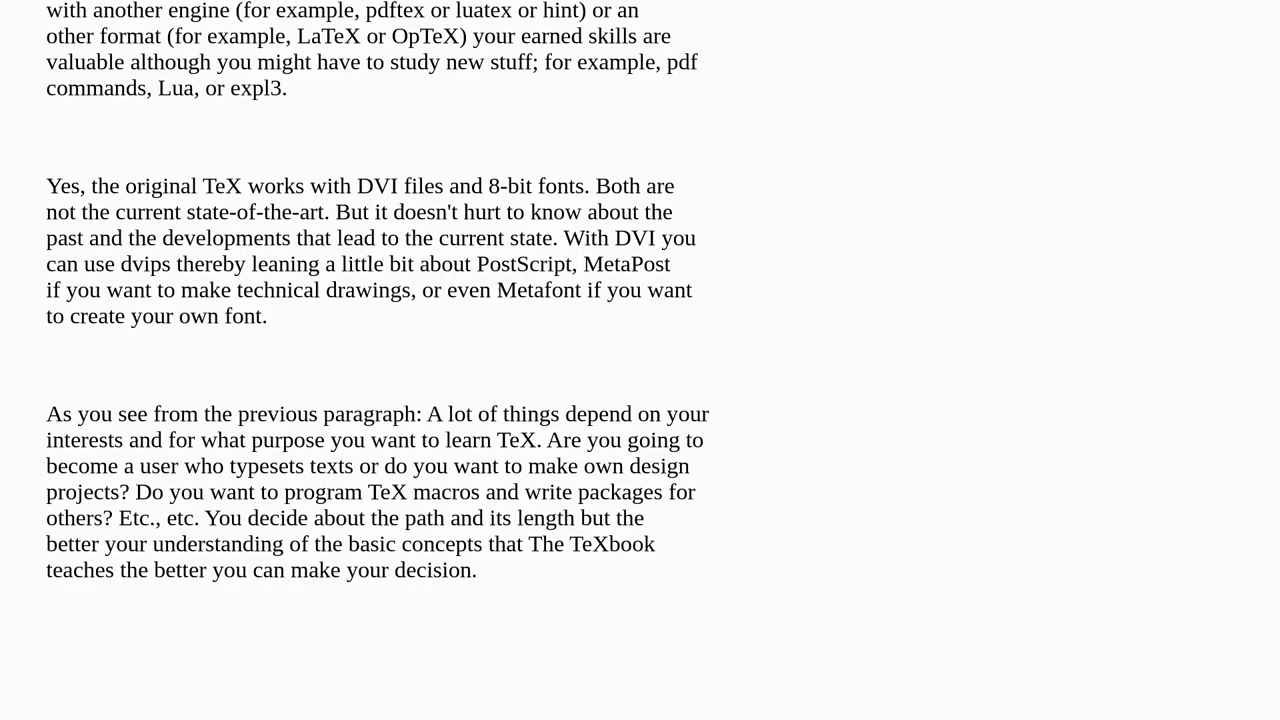 with another engine (for example, pdftex or luatex or hint) or an
other format (for example, LaTeX or OpTeX) your earned skills are
valuable although you might have to study new stuff; for example, pdf
commands, Lua, or expl3.
Yes, the original TeX works with DVI files and 8-bit fonts. Both are
not the current state-of-the-art. But it doesn't hurt to know about the
past and the developments that lead to the current state. With DVI you
can use dvips thereby leaning a little bit about PostScript, MetaPost
if you want to make technical drawings, or even Metafont if you want
to create your own font.
As you see from the previous paragraph: A lot of things depend on your
interests and for what purpose you want to learn TeX. Are you going to
become a user who typesets texts or do you want to make own design
projects? Do you want to program TeX macros and write packages for
others? Etc., etc. You decide about the path and its length but the
better your understanding of the basic concepts that The TeXbook
teaches the better you can make your decision.